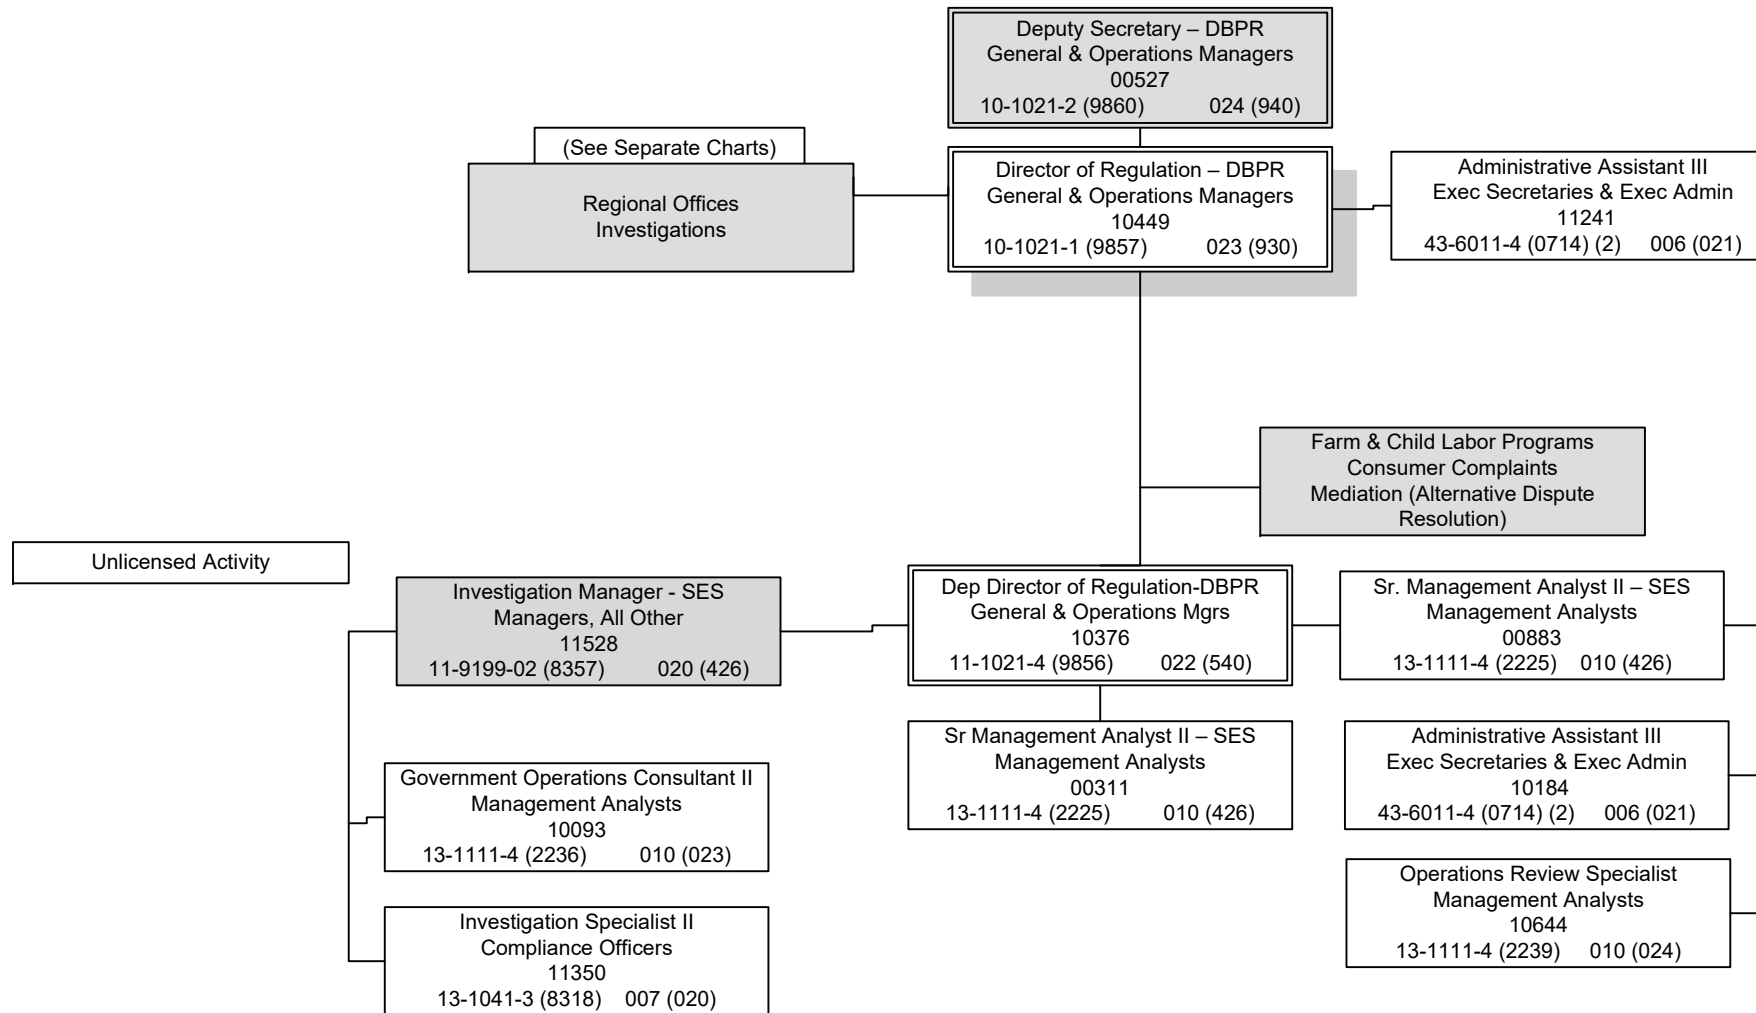 Deputy Secretary – DBPR
General & Operations Managers
00527
10-1021-2 (9860) 024 (940)
(See Separate Charts)
Regional Offices
Investigations
Director of Regulation – DBPR
General & Operations Managers
10449
10-1021-1 (9857) 023 (930)
Administrative Assistant III
Exec Secretaries & Exec Admin
11241
43-6011-4 (0714) (2) 006 (021)
Farm & Child Labor Programs
Consumer Complaints
Mediation (Alternative Dispute
Resolution)
Unlicensed Activity
Investigation Manager - SES
Managers, All Other
11528
11-9199-02 (8357) 020 (426)
Dep Director of Regulation-DBPR
General & Operations Mgrs
10376
11-1021-4 (9856) 022 (540)
Sr. Management Analyst II – SES
Management Analysts
00883
13-1111-4 (2225) 010 (426)
Sr Management Analyst II – SES
Management Analysts
00311
13-1111-4 (2225) 010 (426)
Administrative Assistant III
Exec Secretaries & Exec Admin
10184
43-6011-4 (0714) (2) 006 (021)
Government Operations Consultant II
Management Analysts
10093
13-1111-4 (2236) 010 (023)
Operations Review Specialist
Management Analysts
10644
13-1111-4 (2239) 010 (024)
Investigation Specialist II
Compliance Officers
11350
13-1041-3 (8318) 007 (020)